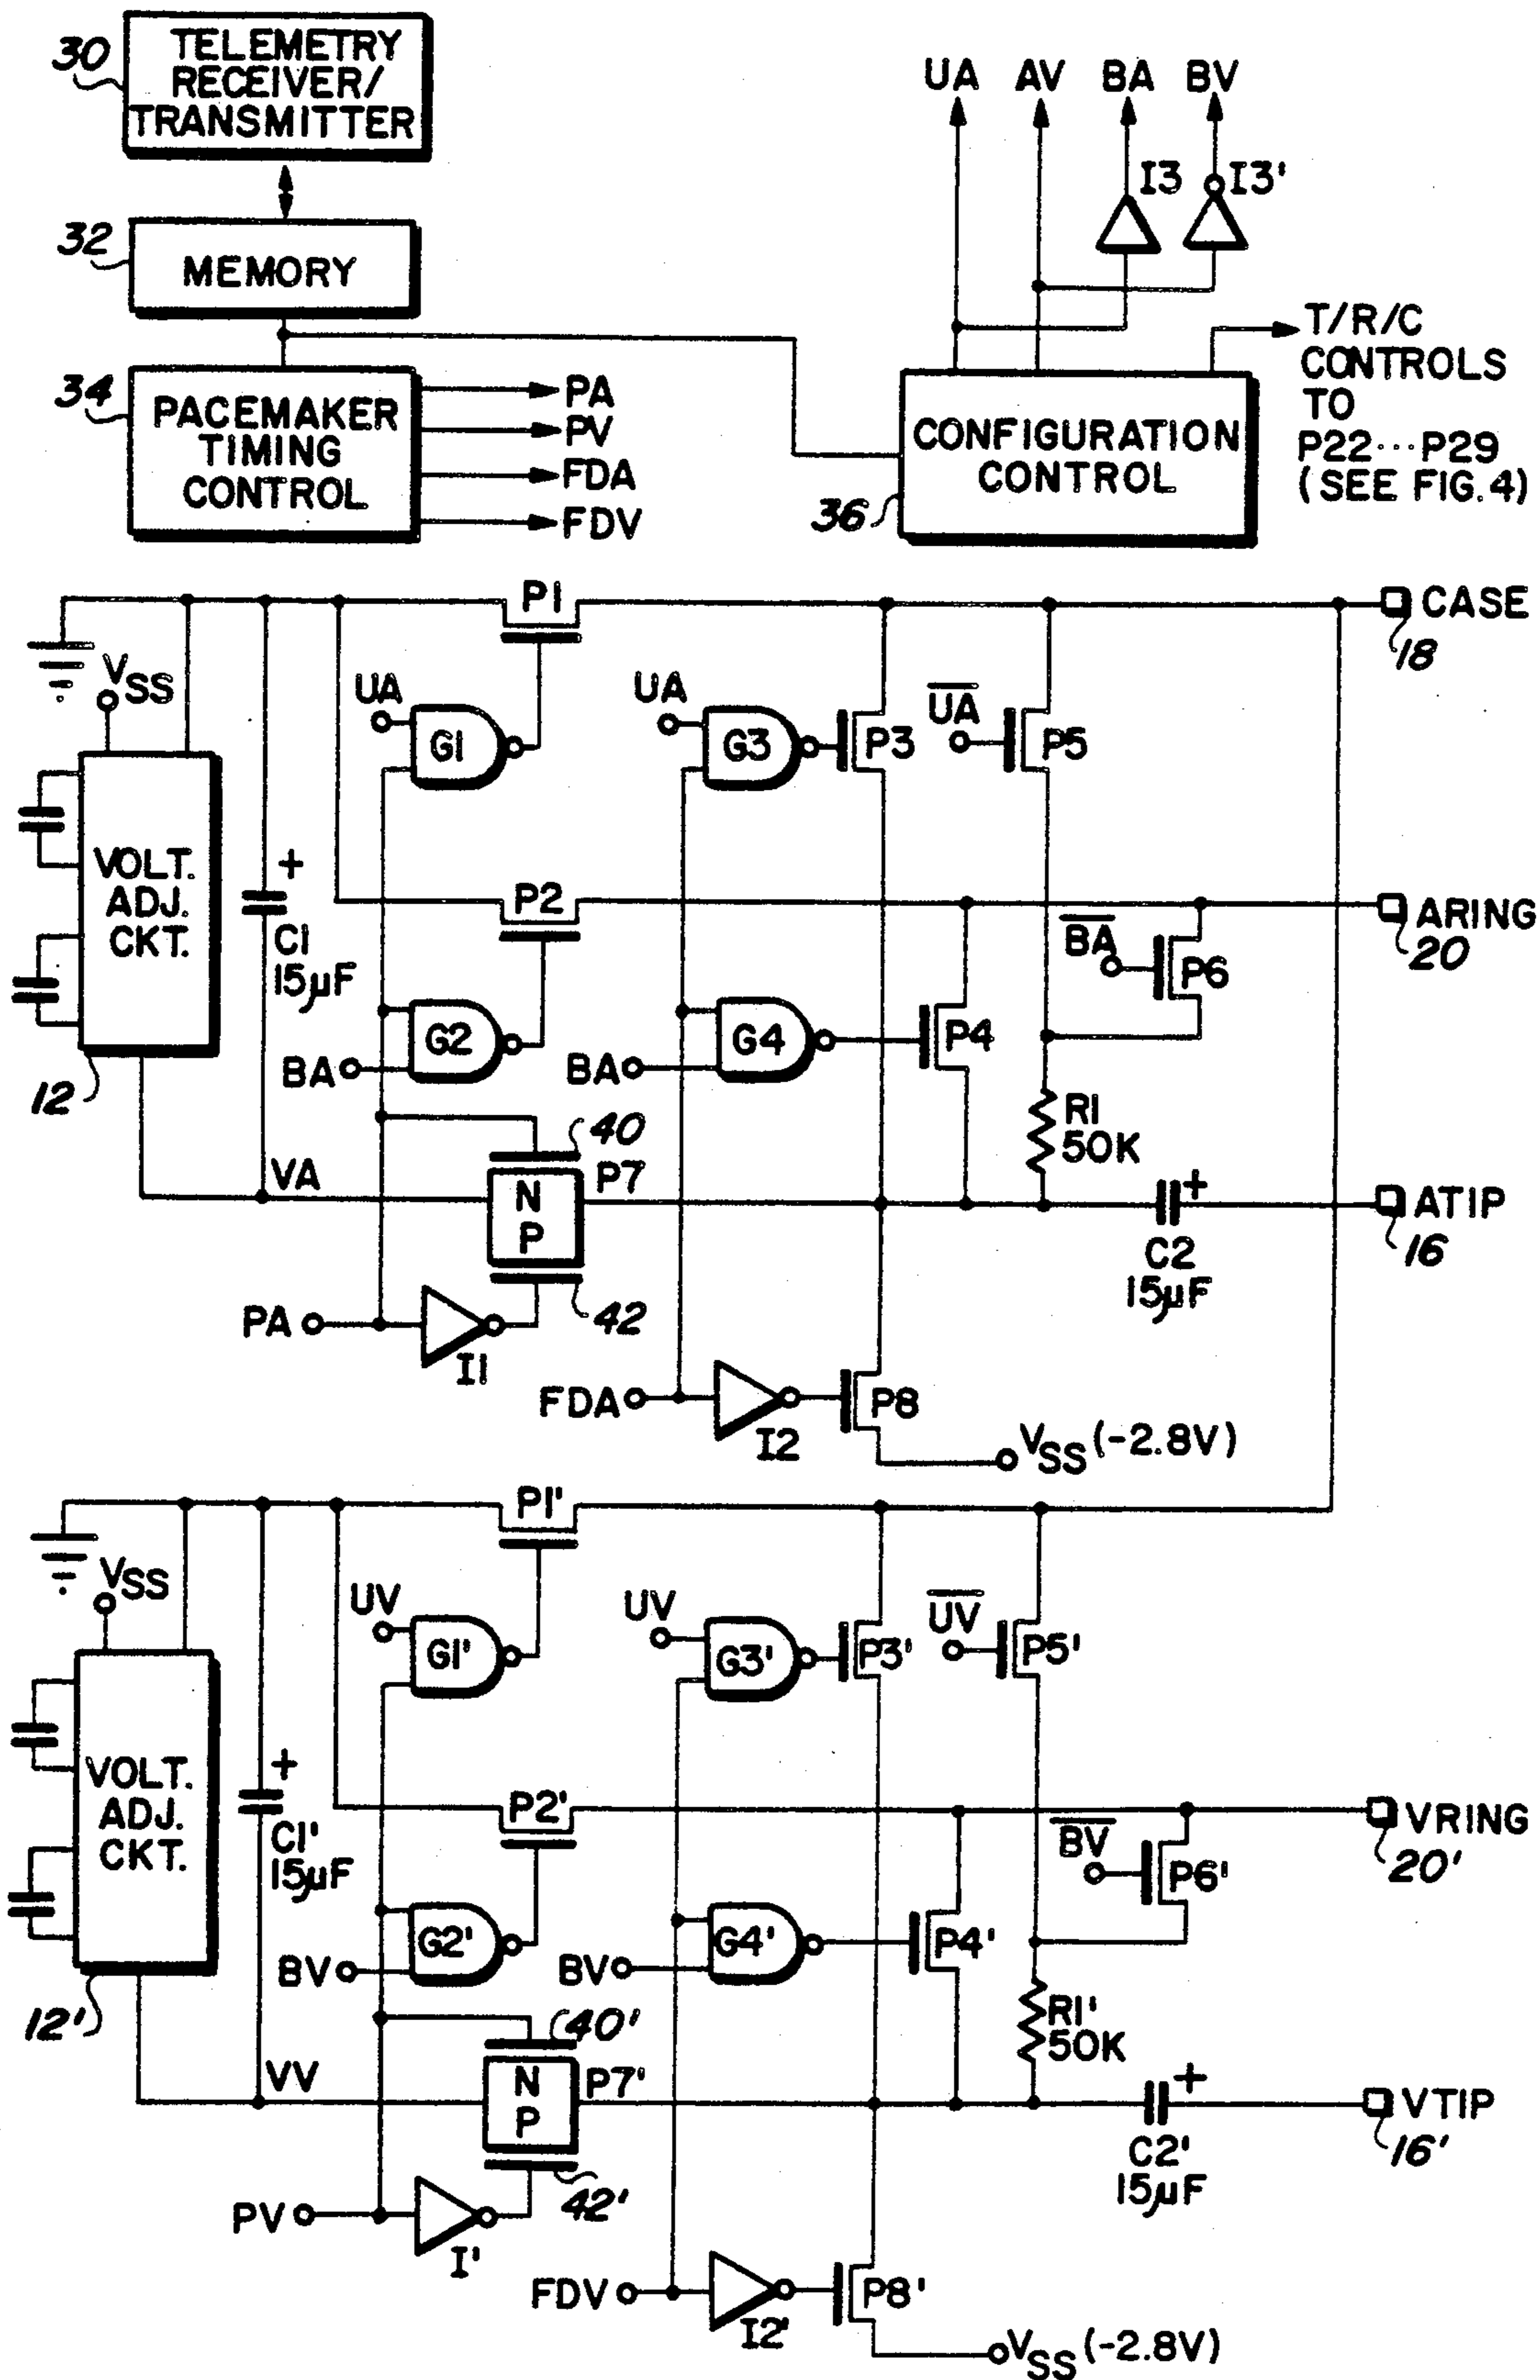 30
TELEMETRY
RECEIVER/
TRANSMITTER
UA AV BA BV
I3 I3'
32
MEMORY
T/R/C
CONTROLS
TO
P22...P29
(SEE FIG. 4)
34
PACEMAKER
TIMING
CONTROL
PA
PV
FDA
FDV
CONFIGURATION
CONTROL
36
P1
CASE
18
VSS
UA
G1
UA
G3
P3
U̅A̅
P5
VOLT.
ADJ.
CKT.
+
C1
15µF
P2
B̅A̅
P6
ARING
20
G2
BA
G4
BA
P4
12
40
R1
50K
VA
N
P
P7
+
C2
15µF
ATIP
16
42
PA
I1
FDA
I2
P8
VSS (-2.8V)
P1'
VSS
UV
G1'
UV
G3'
P3'
U̅V̅
P5'
VOLT.
ADJ.
CKT.
+
C1'
15µF
P2'
B̅V̅
P6'
VRING
20'
G2'
BV
G4'
BV
P4'
12'
40'
R1'
50K
VV
N
P
P7'
+
C2'
15µF
VTIP
16'
42'
PV
I'
FDV
I2'
P8'
VSS (-2.8V)